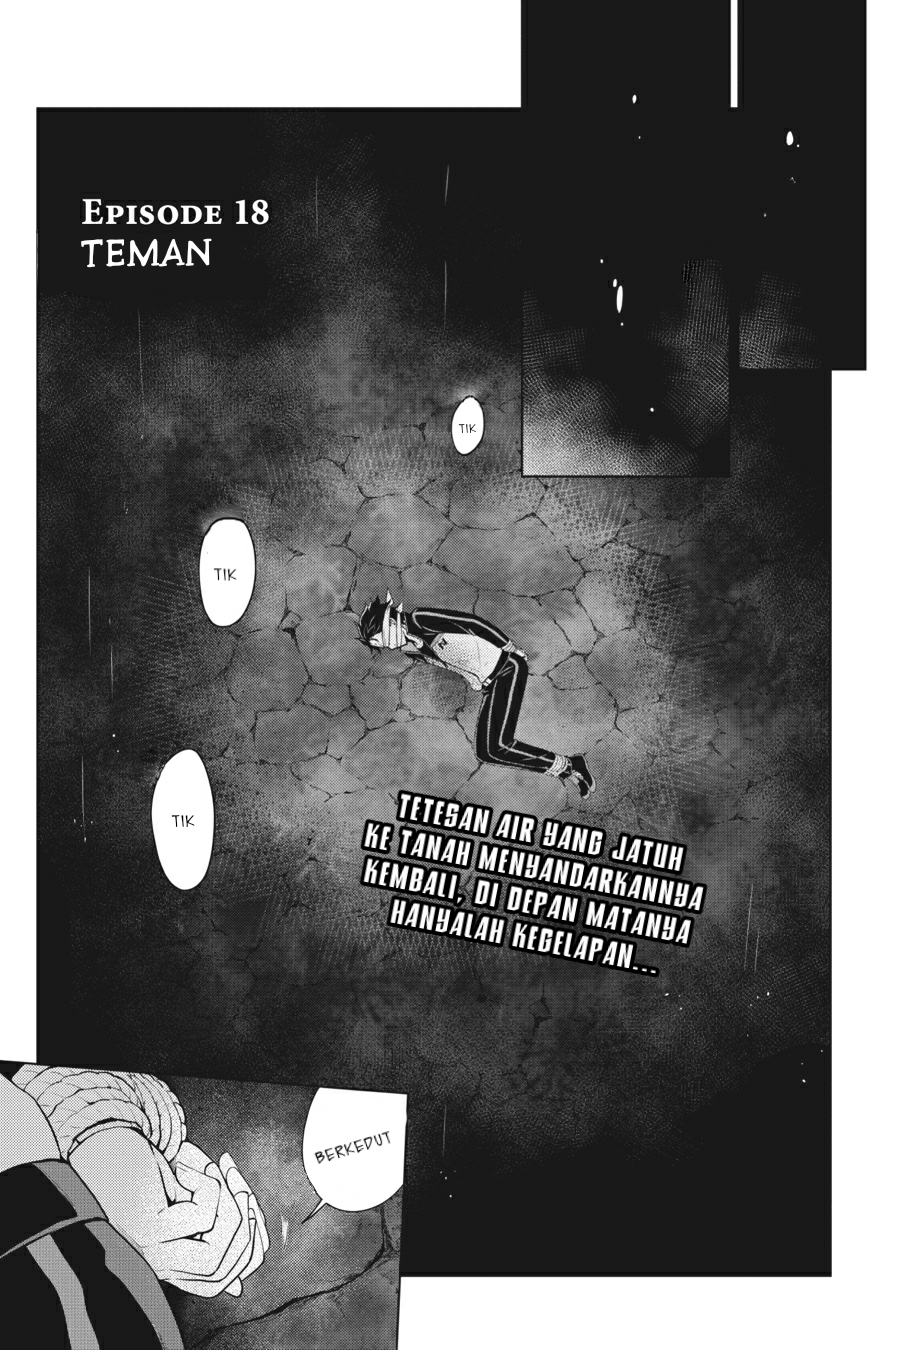 EPISODE 18
TEMAN
TIK
TIK
TIK
N
TETESAN AIR YANG JATUH
KE TANAH MENYANDARKANNYA
KEMBALI, DI DEPAN MATANYA
HANYALAH KEGELAPAN...
BERKEDUT